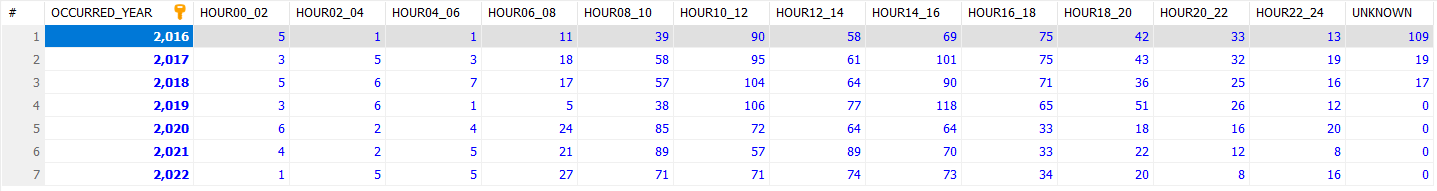 # OCCURRED_YEAR HOUR00_02 HOUR02_04 HOUR04_06 HOUR06_08 HOUR08_10 HOUR10_12 HOUR12_14 HOUR14_16 HOUR16_18 HOUR18_20 HOUR20_22 HOUR22_24 UNKNOWN
1 2,016 5 1 1 11 39 90 58 69 75 42 33 13 109
2 2,017 3 5 3 18 58 95 61 101 75 43 32 19 19
3 2,018 5 6 7 17 57 104 64 90 71 36 25 16 17
4 2,019 3 6 1 5 38 106 77 118 65 51 26 12 0
5 2,020 6 2 4 24 85 72 64 64 33 18 16 20 0
6 2,021 4 2 5 21 89 57 89 70 33 22 12 8 0
7 2,022 1 5 5 27 71 71 74 73 34 20 8 16 0